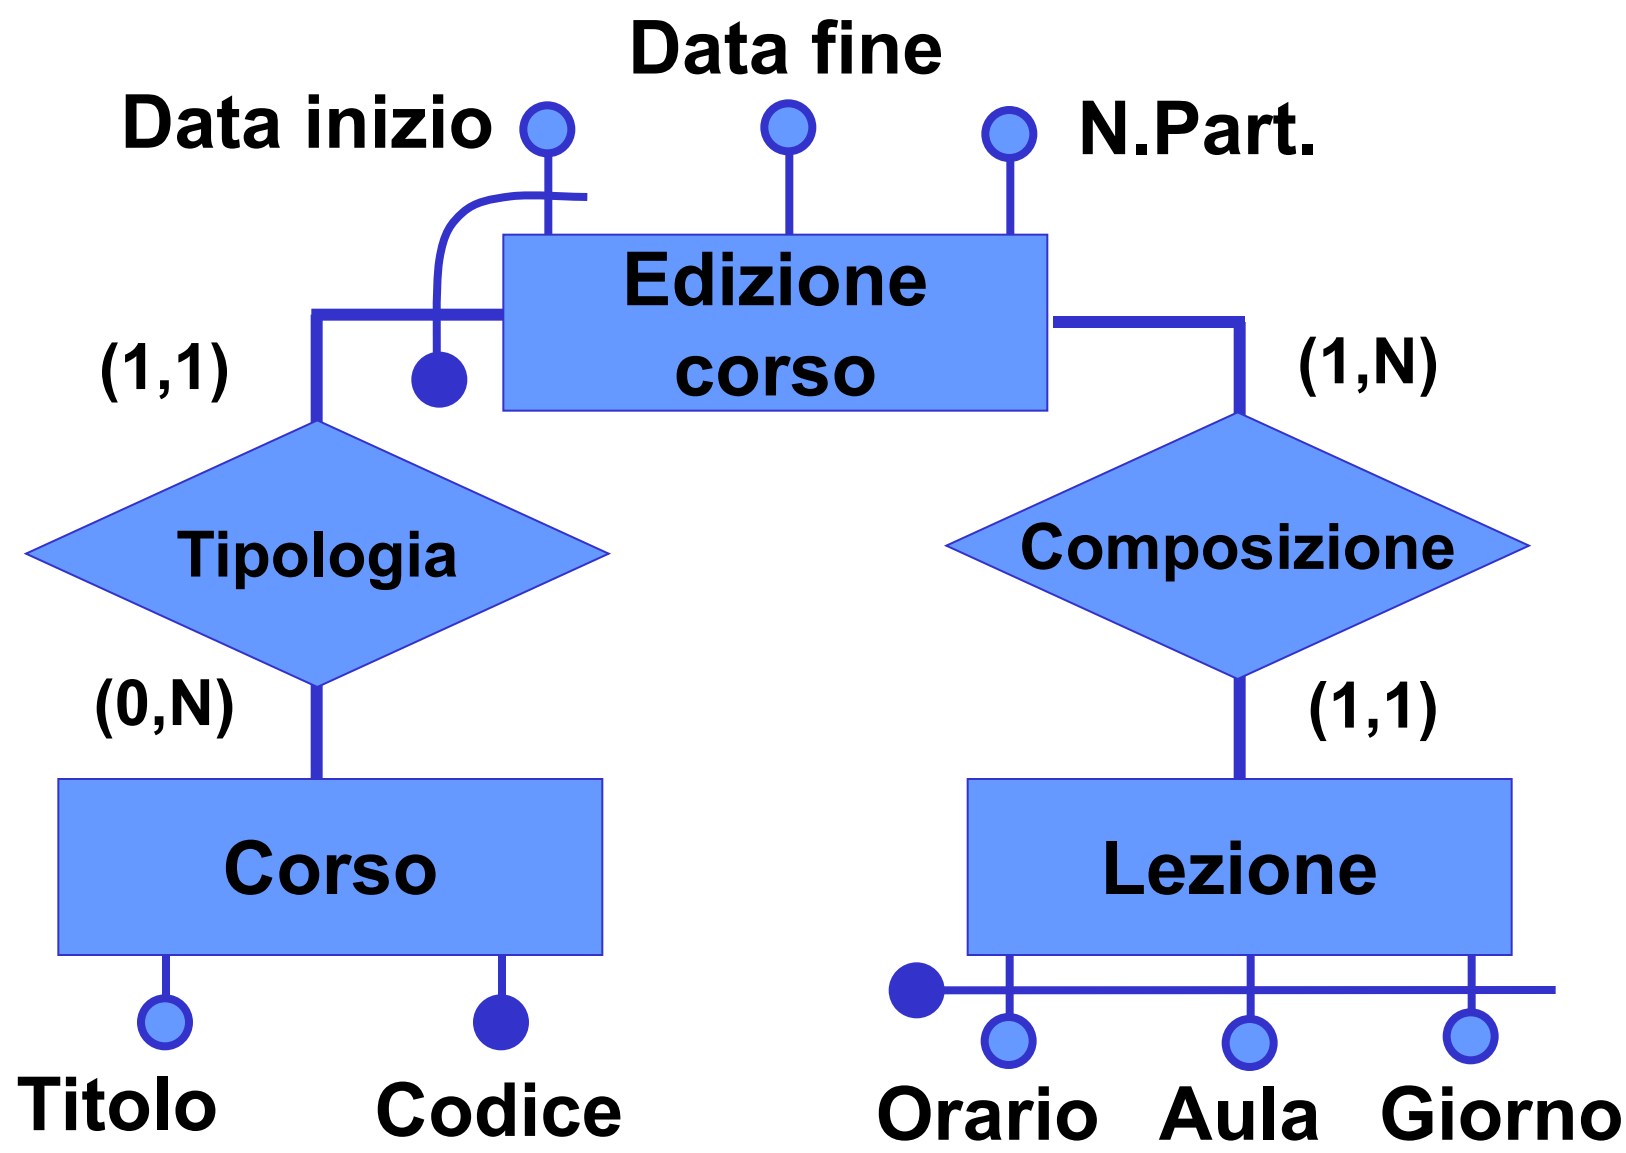 Data fine
Data inizio
N.Part.
Edizione
corso
(1,1)
(1,N)
Tipologia
Composizione
(0,N)
(1,1)
Corso
Lezione
Titolo
Codice
Orario
Aula
Giorno